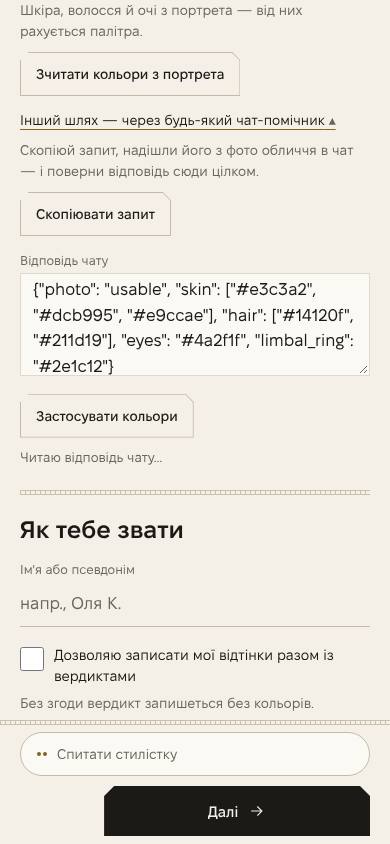 Шкіра, волосся й очі з портрета — від них
рахується палітра.
Зчитати кольори з портрета
Інший шлях — через будь-який чат-помічник ▴
Скопіюй запит, надішли його з фото обличчя в чат
— і поверни відповідь сюди цілком.
Скопіювати запит
Відповідь чату
{"photo": "usable", "skin": ["#e3c3a2",
"#dcb995", "#e9ccae"], "hair": ["#14120f",
"#211d19"], "eyes": "#4a2f1f", "limbal_ring":
"#2e1c12"}
Застосувати кольори
Читаю відповідь чату…
Як тебе звати
Ім'я або псевдонім
напр., Оля К.
Дозволяю записати мої відтінки разом із
вердиктами
Без згоди вердикт запишеться без кольорів.
Спитати стилістку
Далі →